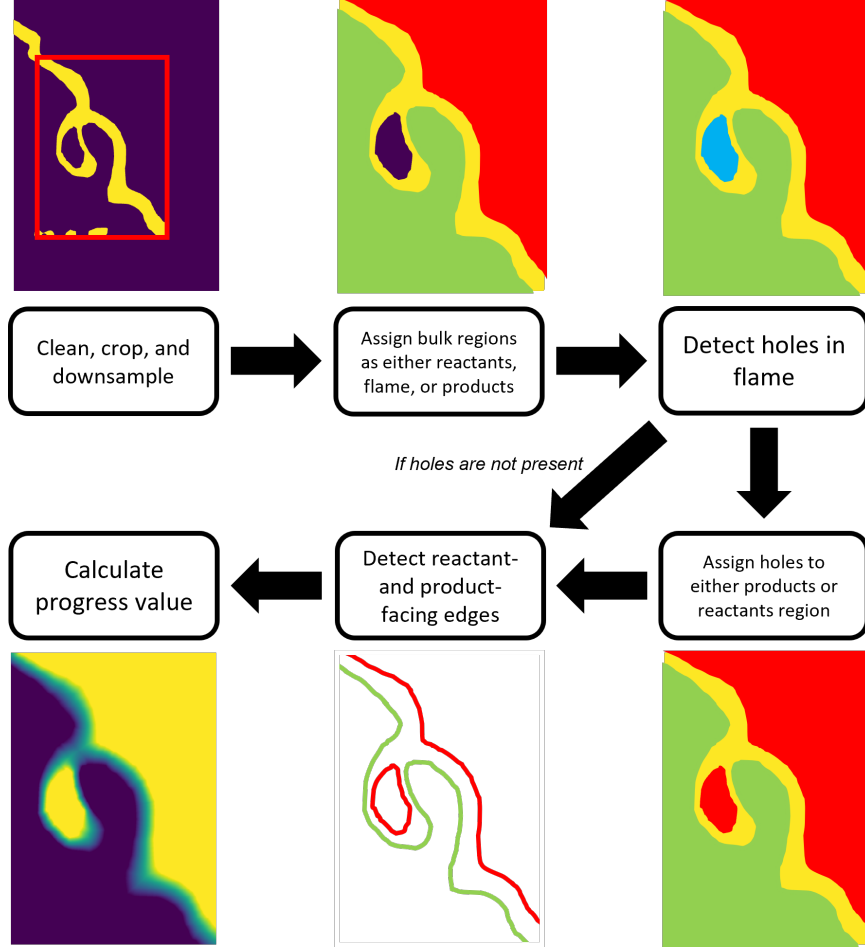 Clean, crop, and
downsample
Assign bulk regions
as either reactants,
flame, or products
Detect holes in
flame
If holes are not present
Calculate
progress value
Detect reactant-
and product-
facing edges
Assign holes to
either products or
reactants region